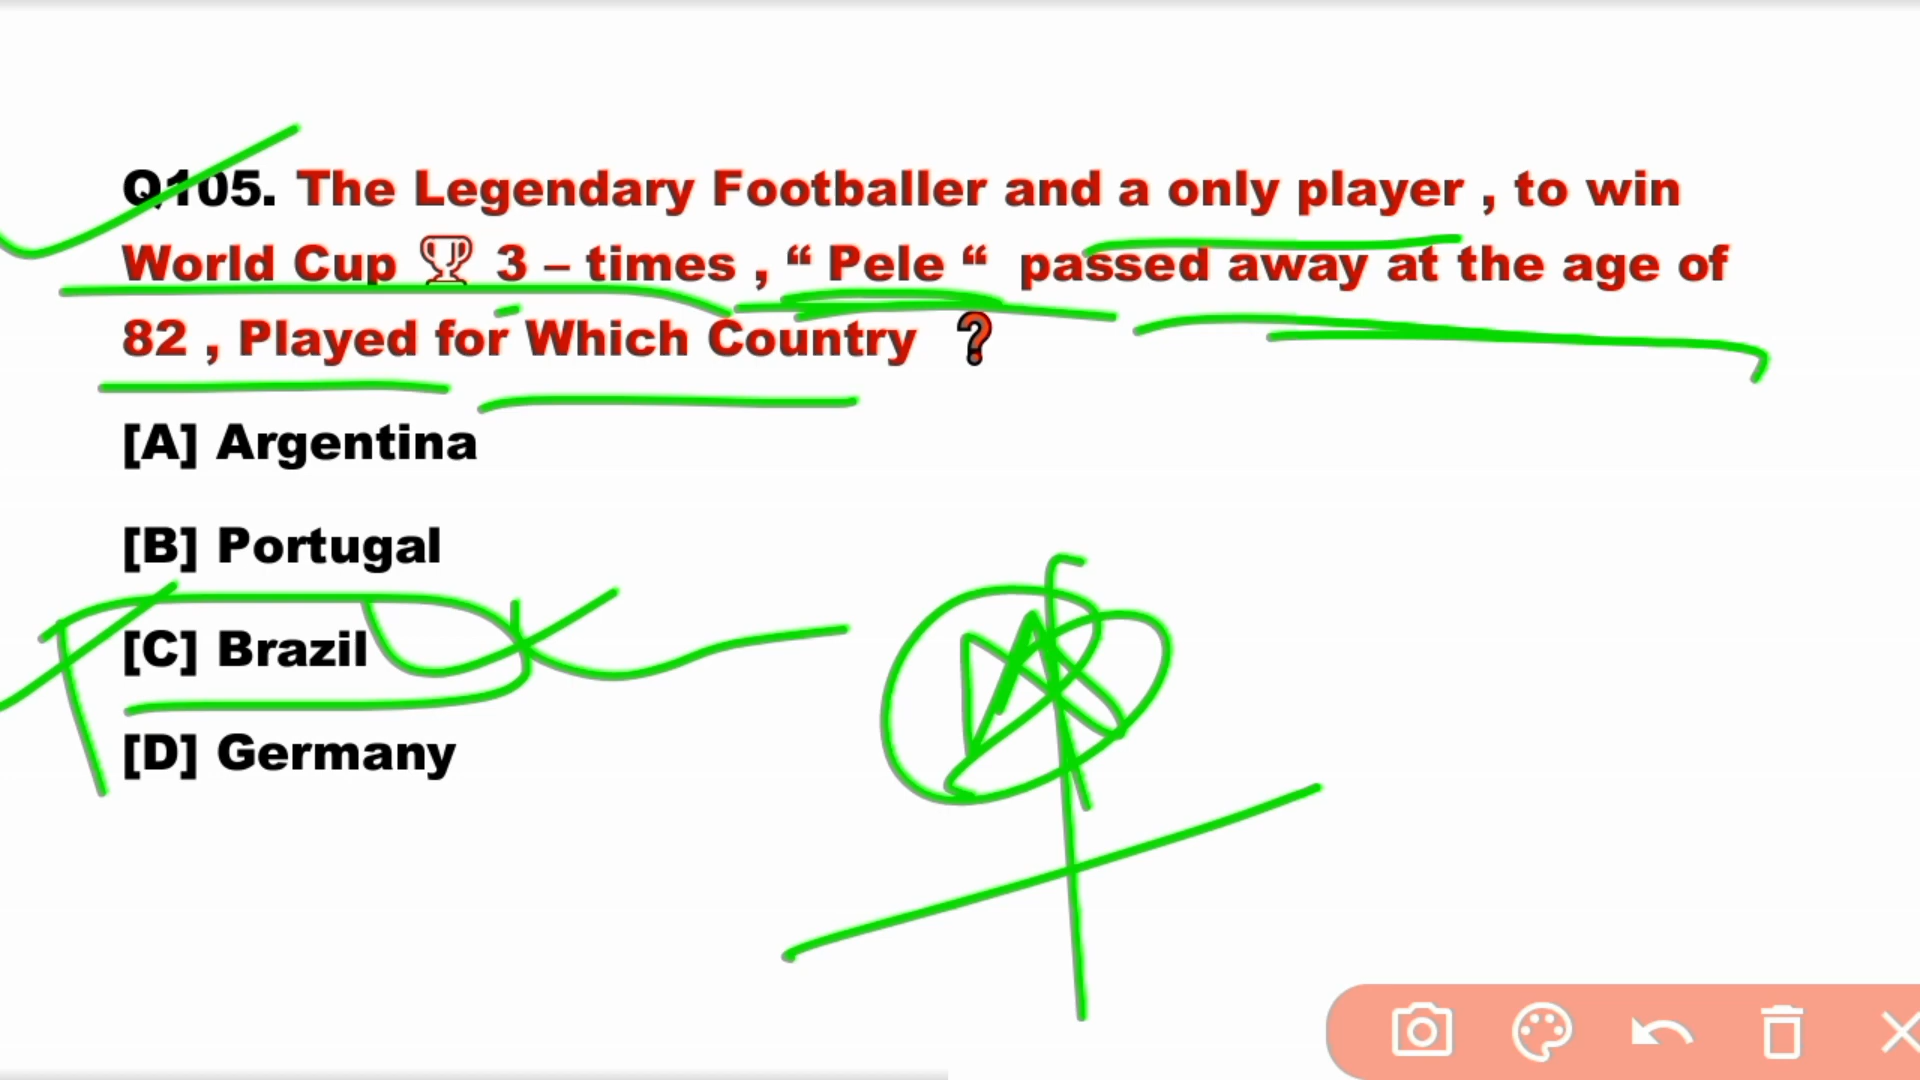 Q105. The Legendary Footballer and a only player , to win
World Cup 🏆 3 – times , “ Pele “ passed away at the age of
82 , Played for Which Country ❓
[A] Argentina
[B] Portugal
[C] Brazil
[D] Germany